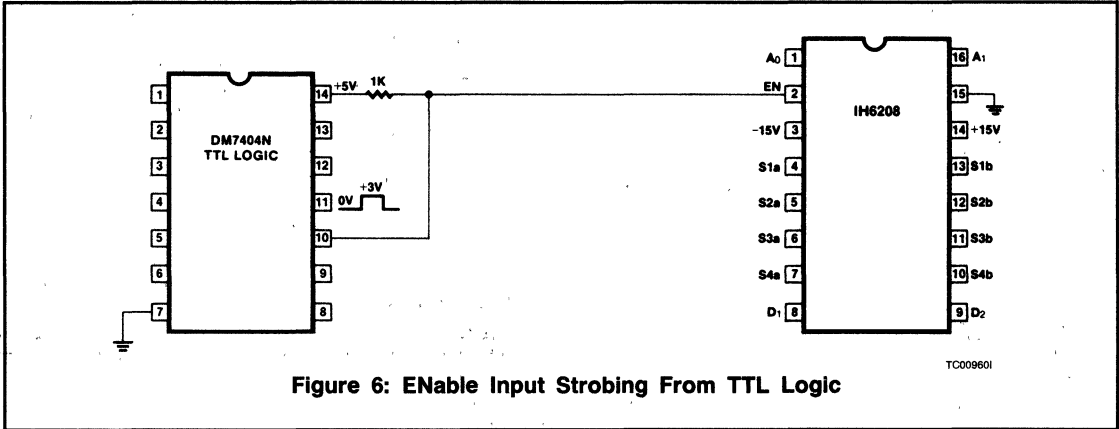 1 14 +5V 1K
2 13
DM7404N
TTL LOGIC
3 12
4 11 0V +3V
5 10
6 9
7 8
A0 1 16 A1
EN 2 15
IH6208
-15V 3 14 +15V
S1a 4 13 S1b
S2a 5 12 S2b
S3a 6 11 S3b
S4a 7 10 S4b
D1 8 9 D2
TC00960I
Figure 6: ENable Input Strobing From TTL Logic